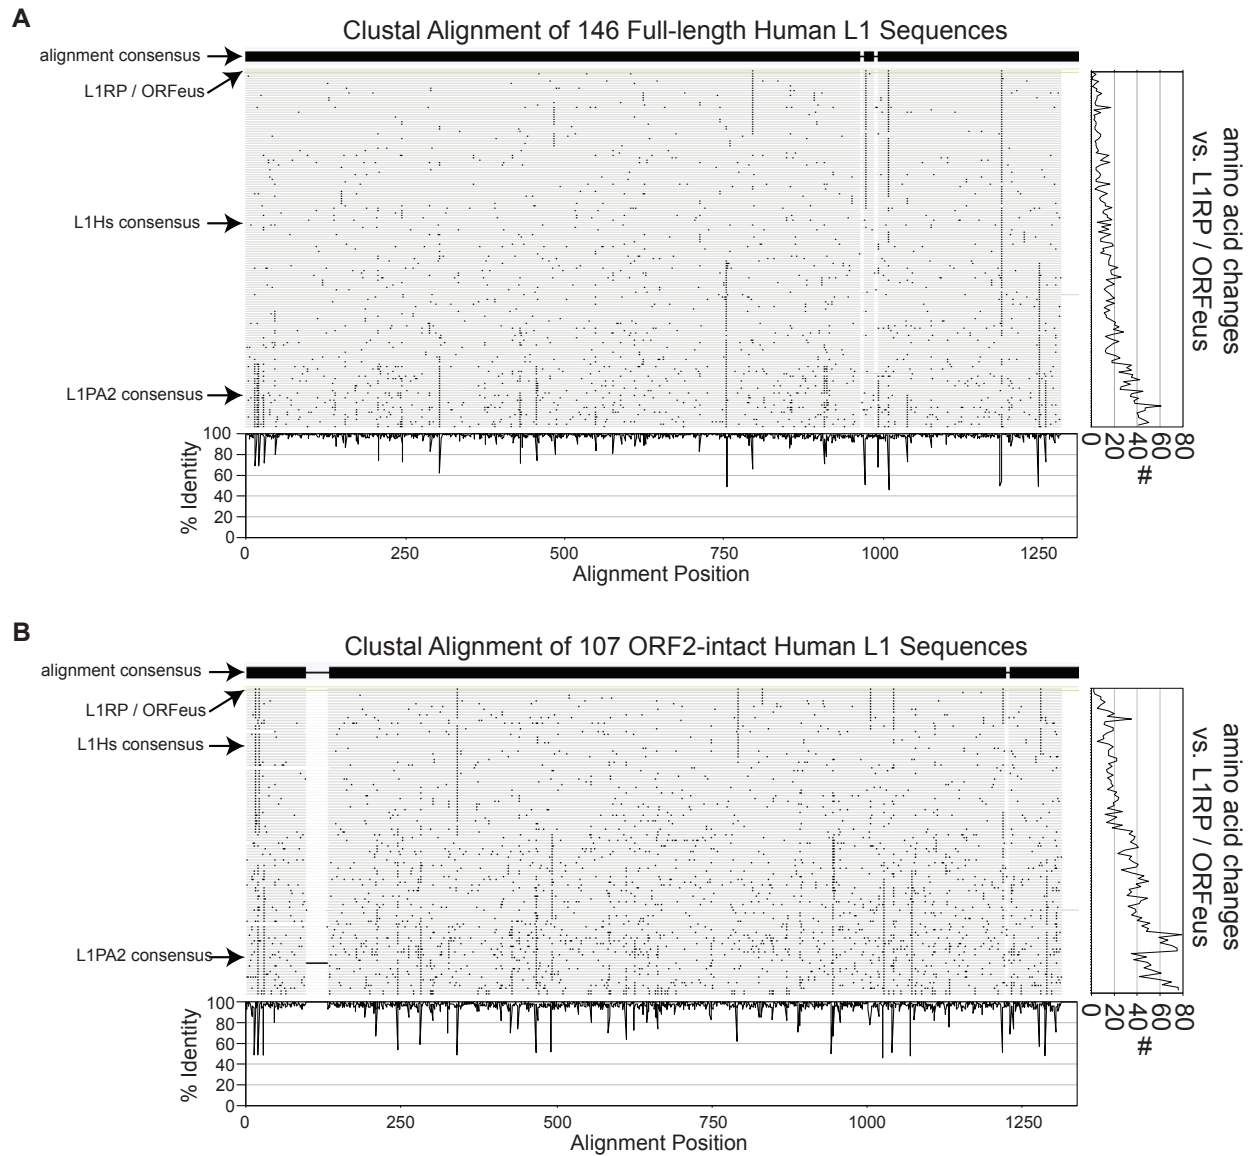 A
Clustal Alignment of 146 Full-length Human L1 Sequences
alignment consensus
L1RP / ORFeus
L1Hs consensus
L1PA2 consensus
amino acid changes
vs. L1RP / ORFeus
0 20 40 60 80
#
% Identity
100
80
60
40
20
0
0 250 500 750 1000 1250
Alignment Position
B
Clustal Alignment of 107 ORF2-intact Human L1 Sequences
alignment consensus
L1RP / ORFeus
L1Hs consensus
L1PA2 consensus
amino acid changes
vs. L1RP / ORFeus
0 20 40 60 80
#
% Identity
100
80
60
40
20
0
0 250 500 750 1000 1250
Alignment Position